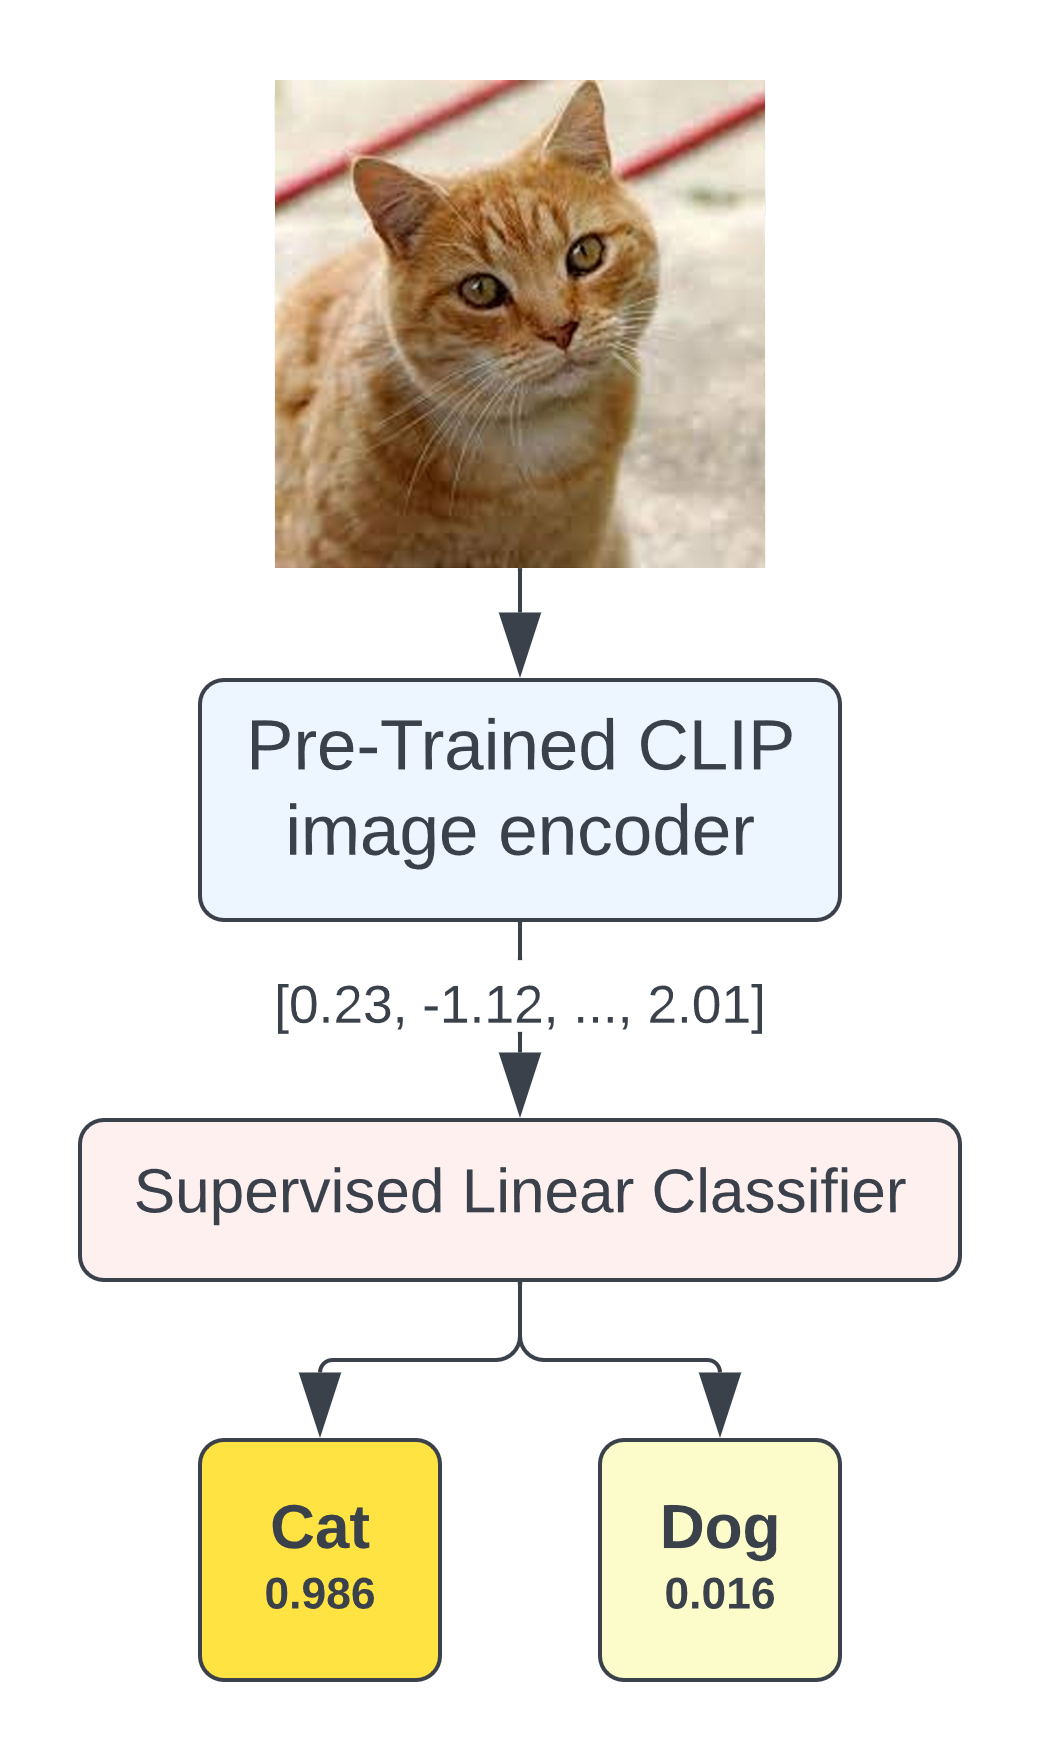 Pre-Trained CLIP
image encoder
[0.23, -1.12, ..., 2.01]
Supervised Linear Classifier
Cat
0.986
Dog
0.016